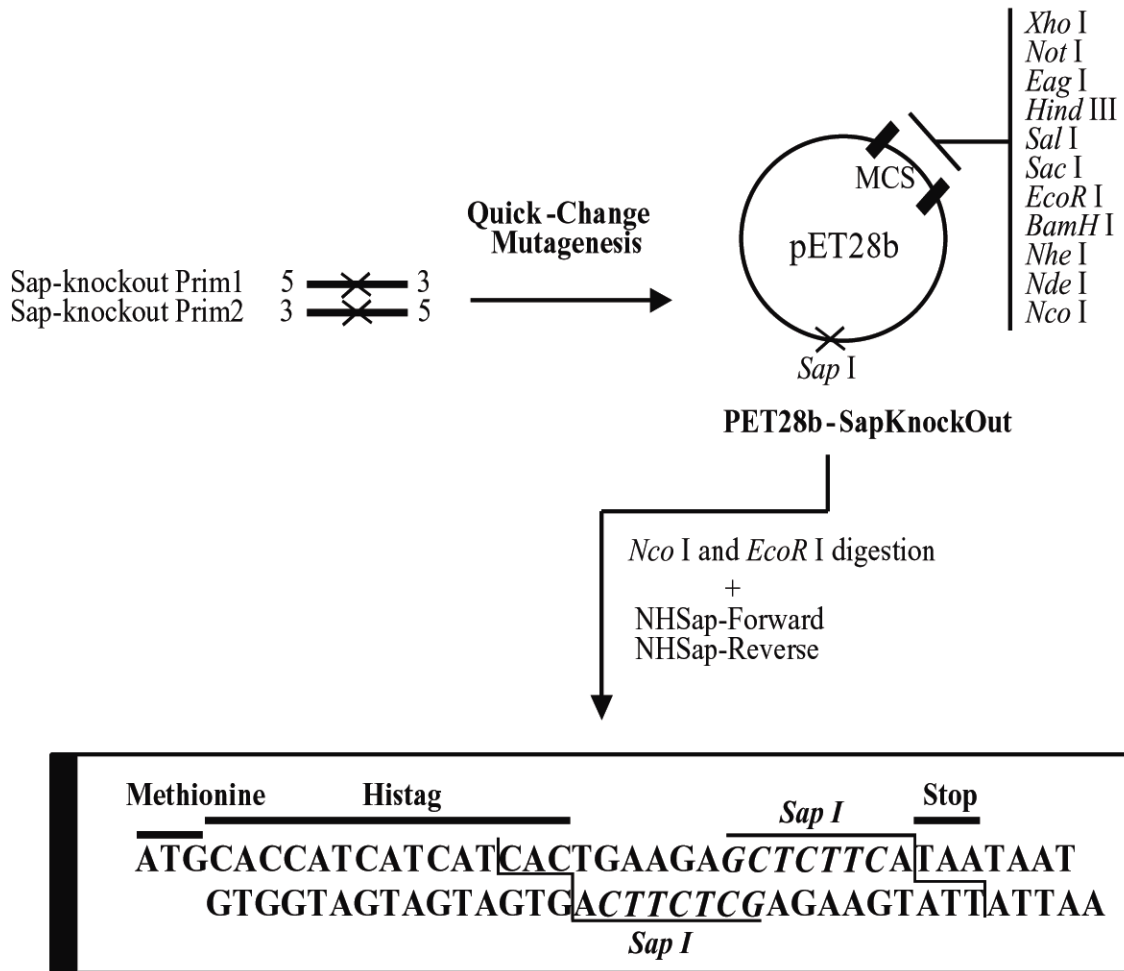 Xho I
Not I
Eag I
Hind III
Sal I
Sac I
EcoR I
BamH I
Nhe I
Nde I
Nco I
MCS
pET28b
Quick-Change
Mutagenesis
Sap-knockout Prim1 5 3
Sap-knockout Prim2 3 5
Sap I
PET28b-SapKnockOut
Nco I and EcoR I digestion
+
NHSap-Forward
NHSap-Reverse
Methionine Histag Sap I Stop
ATGCACCATCATCATCACTGAAGAGCTCTTCATAATAAT
GTGGTAGTAGTAGTGACTTCTCGAGAAGTATTATTAA
Sap I